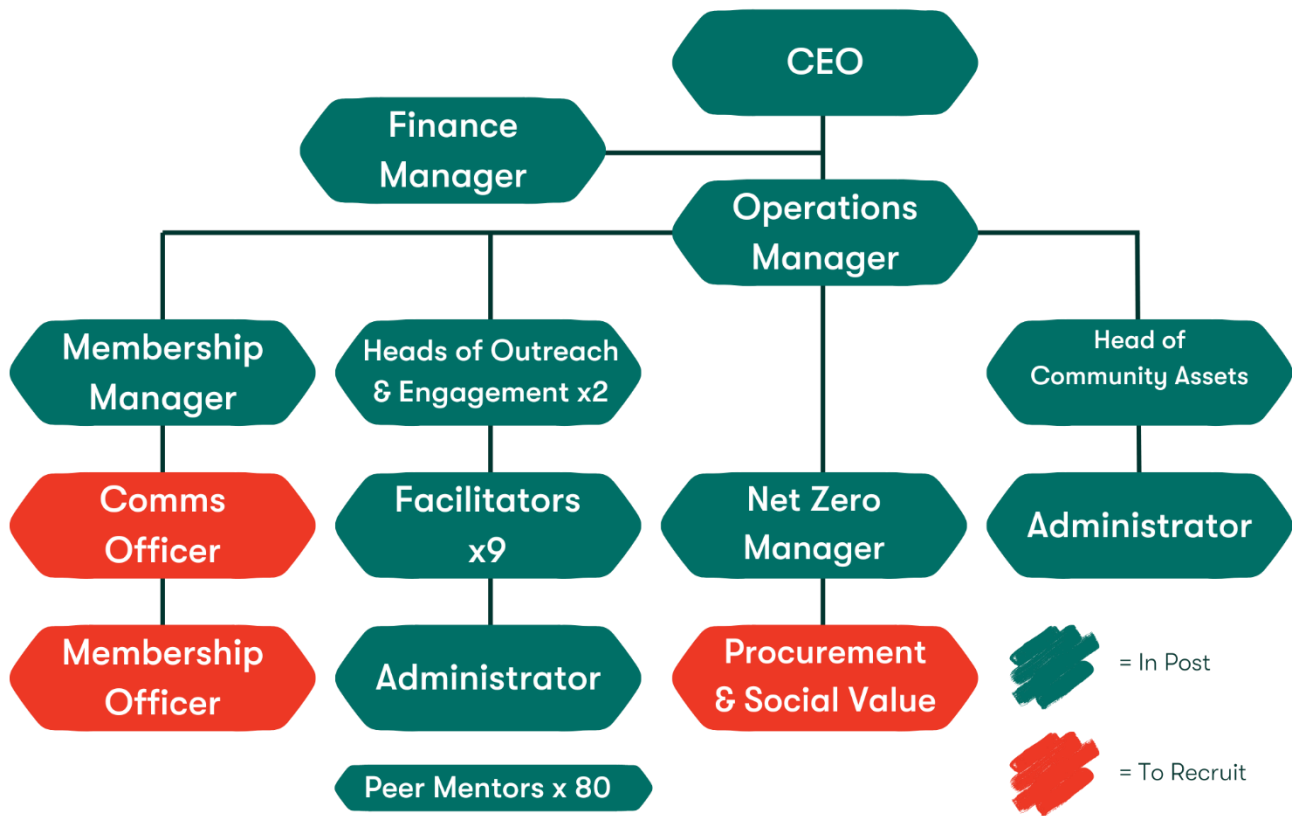 CEO
Finance
Manager
Operations
Manager
Membership
Manager
Heads of Outreach
& Engagement x2
Head of
Community Assets
Comms
Officer
Facilitators
x9
Net Zero
Manager
Administrator
Membership
Officer
Administrator
Procurement
& Social Value
= In Post
= To Recruit
Peer Mentors x 80